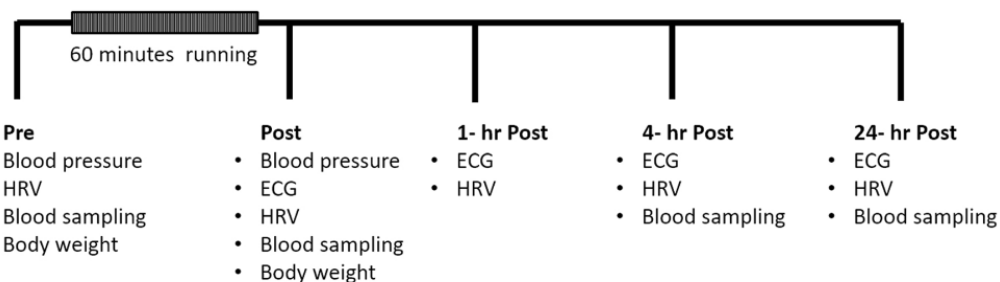 60 minutes running
Pre
Blood pressure
HRV
Blood sampling
Body weight
Post
• Blood pressure
• ECG
• HRV
• Blood sampling
• Body weight
1- hr Post
• ECG
• HRV
4- hr Post
• ECG
• HRV
• Blood sampling
24- hr Post
• ECG
• HRV
• Blood sampling